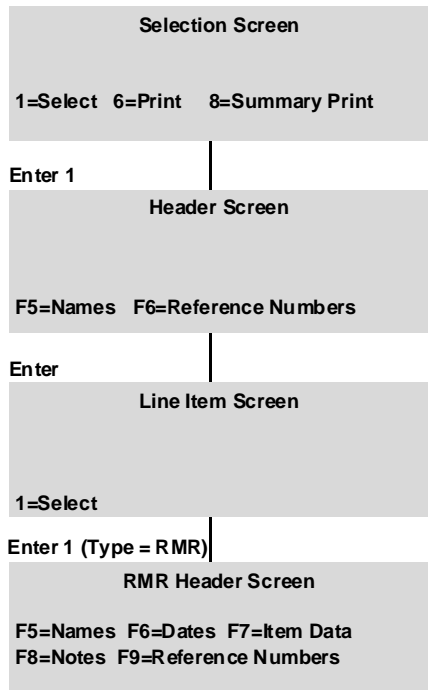 Selection Screen
1=Select 6=Print 8=Summary Print
Enter 1
Header Screen
F5=Names F6=Reference Numbers
Enter
Line Item Screen
1=Select
Enter 1 (Type = RMR)
RMR Header Screen
F5=Names F6=Dates F7=Item Data
F8=Notes F9=Reference Numbers